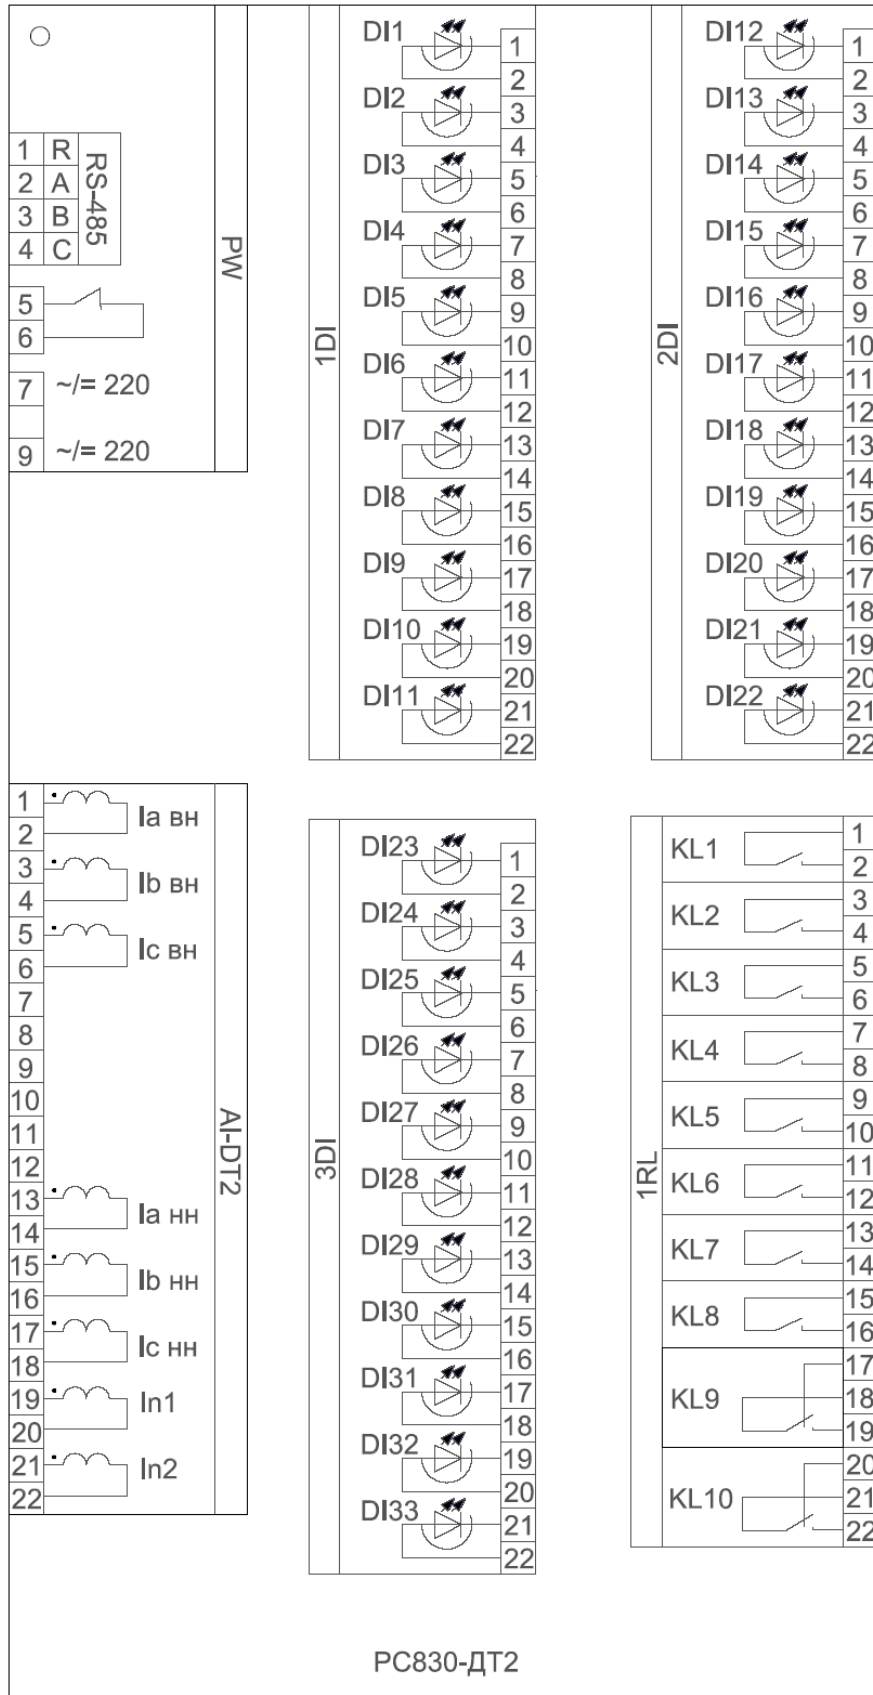 1 R
2 A
3 B
4 C
RS-485
5
6
7 ~/= 220
9 ~/= 220
PW
1DI
DI1
1
2
DI2
3
4
DI3
5
6
DI4
7
8
DI5
9
10
DI6
11
12
DI7
13
14
DI8
15
16
DI9
17
18
DI10
19
20
DI11
21
22
2DI
DI12
1
2
DI13
3
4
DI14
5
6
DI15
7
8
DI16
9
10
DI17
11
12
DI18
13
14
DI19
15
16
DI20
17
18
DI21
19
20
DI22
21
22
1
2
Ia вн
3
4
Ib вн
5
6
Ic вн
7
8
9
10
11
12
13
14
Ia нн
15
16
Ib нн
17
18
Ic нн
19
20
In1
21
22
In2
AI-DT2
3DI
DI23
1
2
DI24
3
4
DI25
5
6
DI26
7
8
DI27
9
10
DI28
11
12
DI29
13
14
DI30
15
16
DI31
17
18
DI32
19
20
DI33
21
22
1RL
KL1
1
2
KL2
3
4
KL3
5
6
KL4
7
8
KL5
9
10
KL6
11
12
KL7
13
14
KL8
15
16
KL9
17
18
19
KL10
20
21
22
РС830-ДТ2